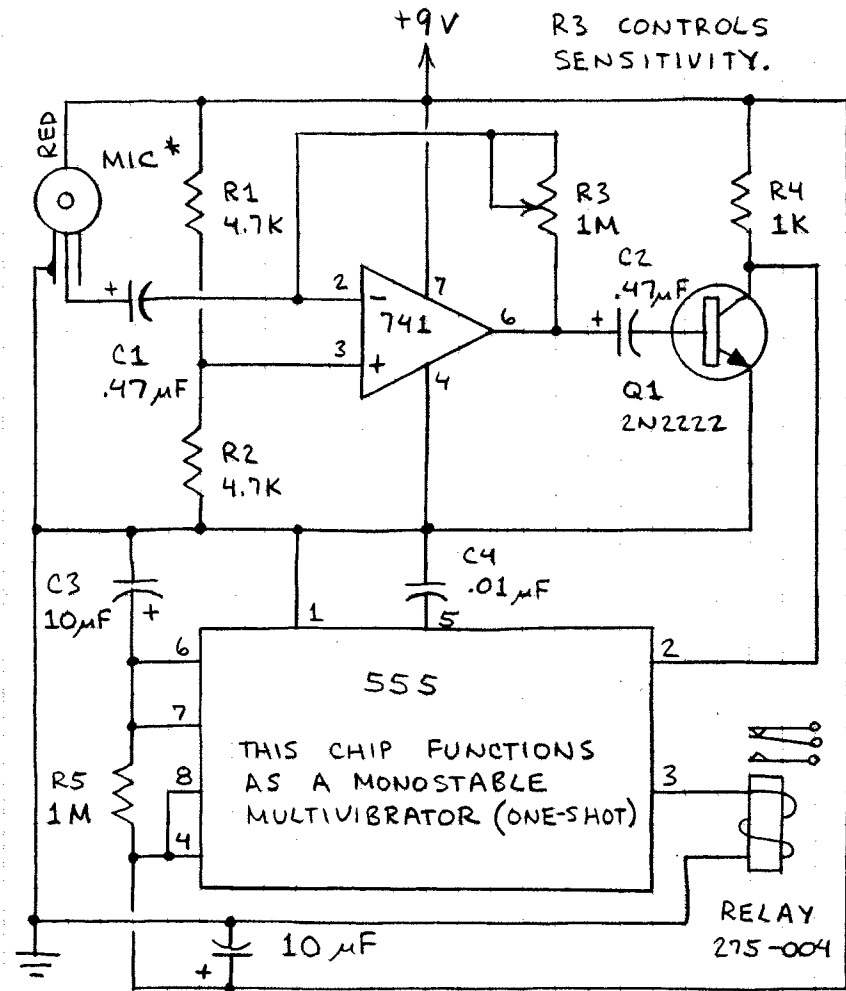 +9V
R3 CONTROLS
SENSITIVITY.
RED
MIC *
R1
4.7K
R3
1M
R4
1K
C2
.47µF
2
-
7
741
6
+
3
+
4
+
C1
.47µF
Q1
2N2222
R2
4.7K
C3
10µF
+
C4
.01µF
1
5
6
2
555
7
THIS CHIP FUNCTIONS
AS A MONOSTABLE
MULTIVIBRATOR (ONE-SHOT)
8
3
R5
1M
4
RELAY
275-004
10 µF
+